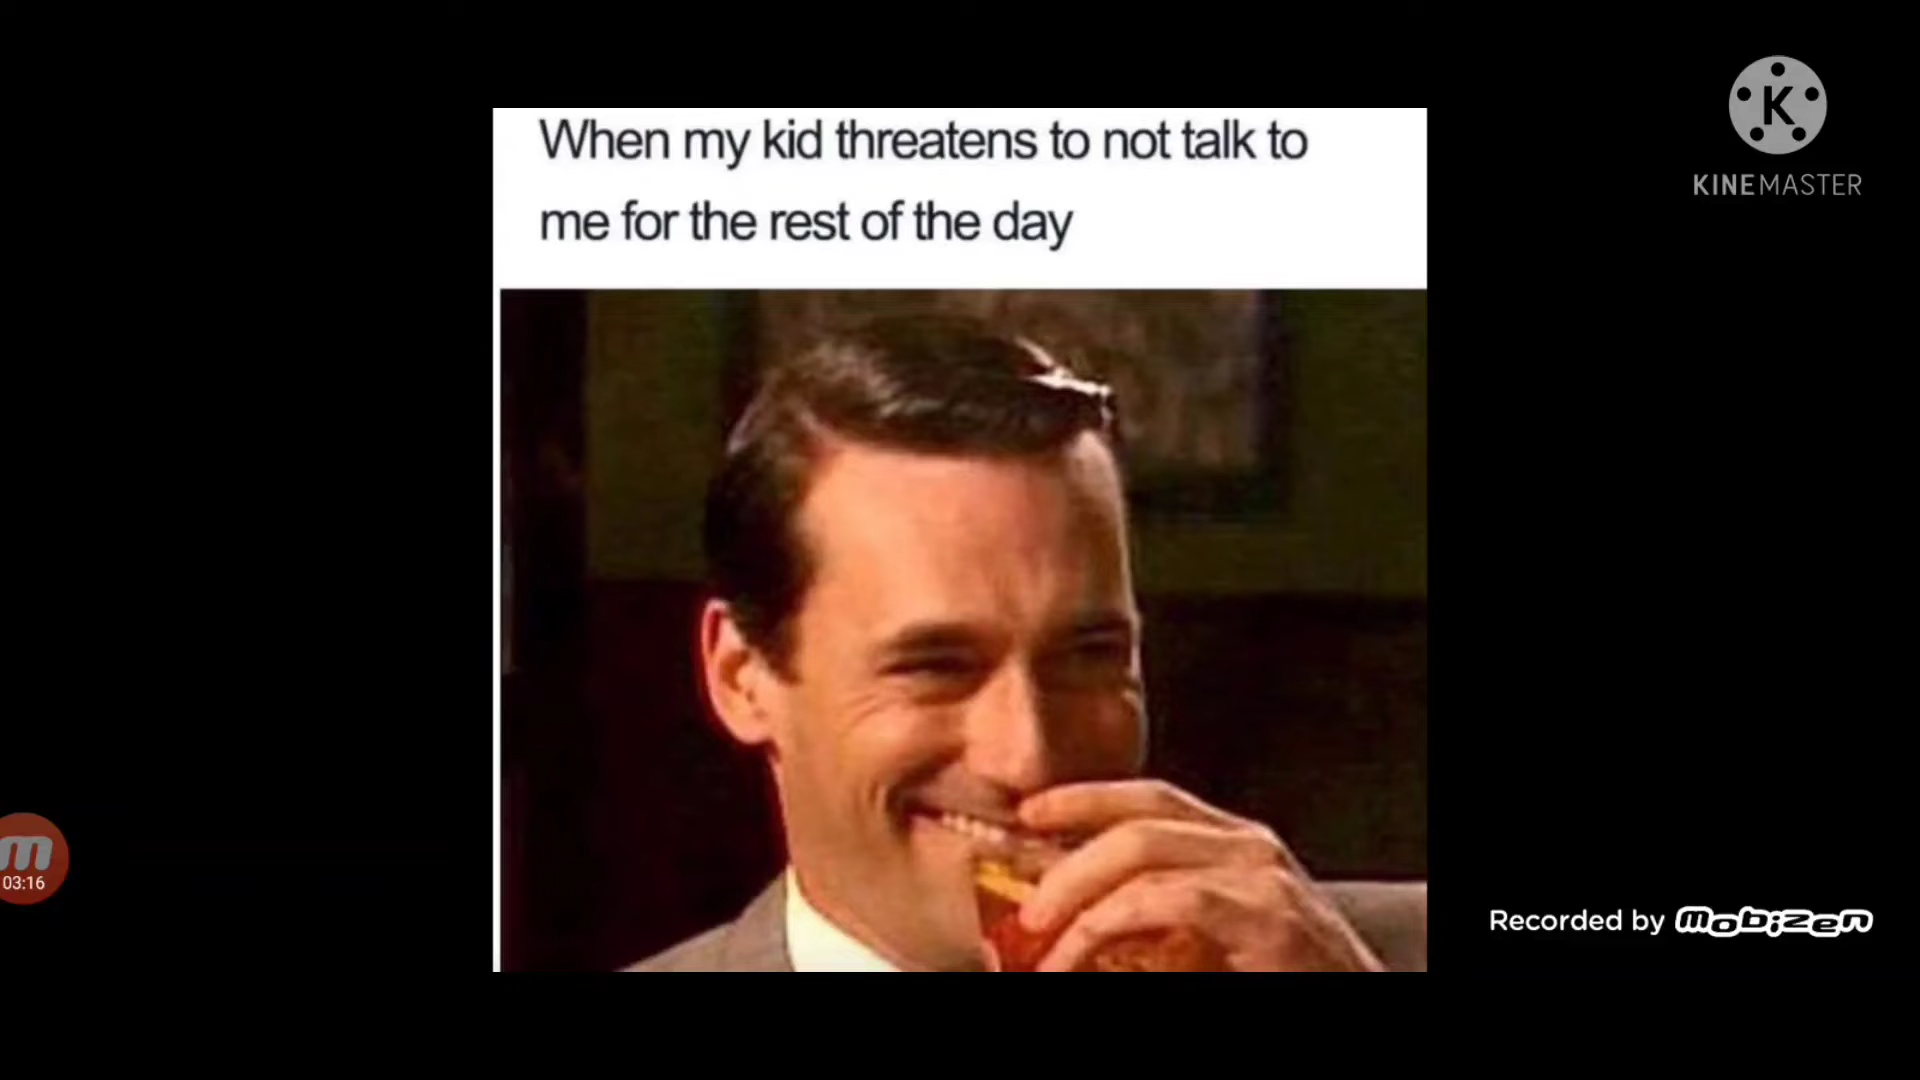 When my kid threatens to not talk to
me for the rest of the day
K
KINEMASTER
m
03:16
Recorded by mobizen